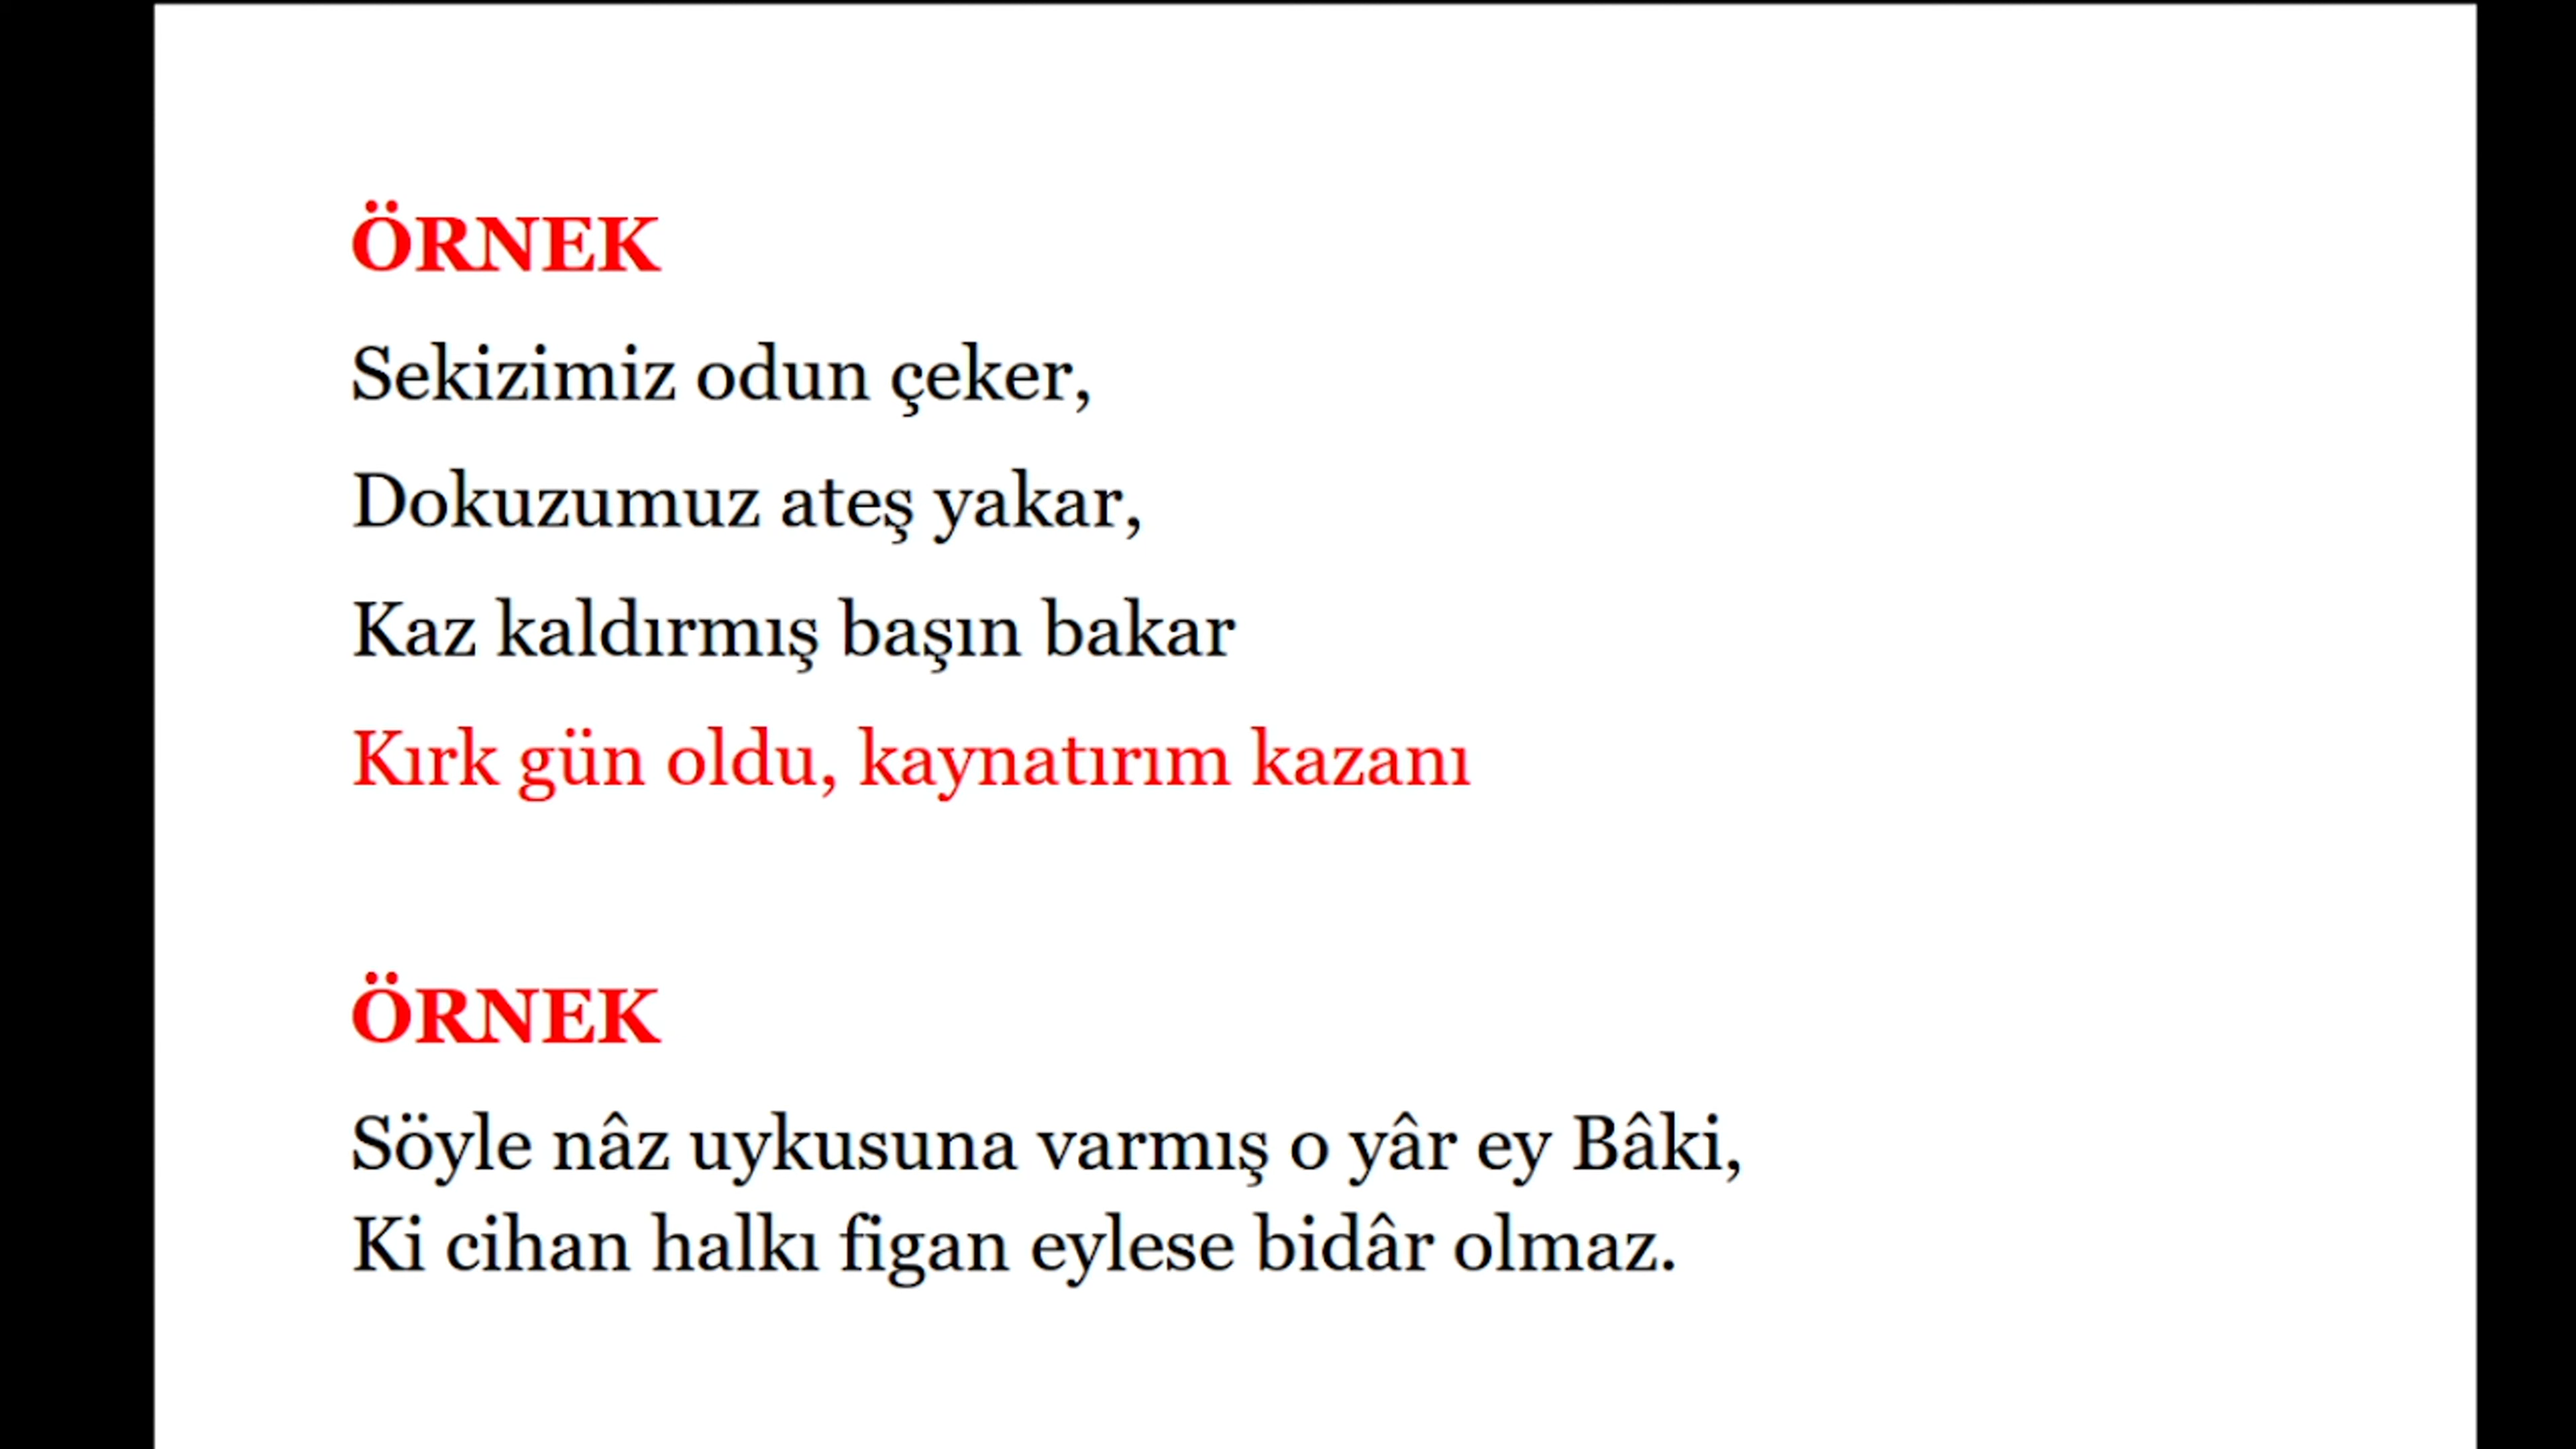 ÖRNEK
Sekizimiz odun çeker,
Dokuzumuz ateş yakar,
Kaz kaldırmış başın bakar
Kırk gün oldu, kaynatırım kazanı
ÖRNEK
Söyle nâz uykusuna varmış o yâr ey Bâki,
Ki cihan halkı figan eylese bidâr olmaz.